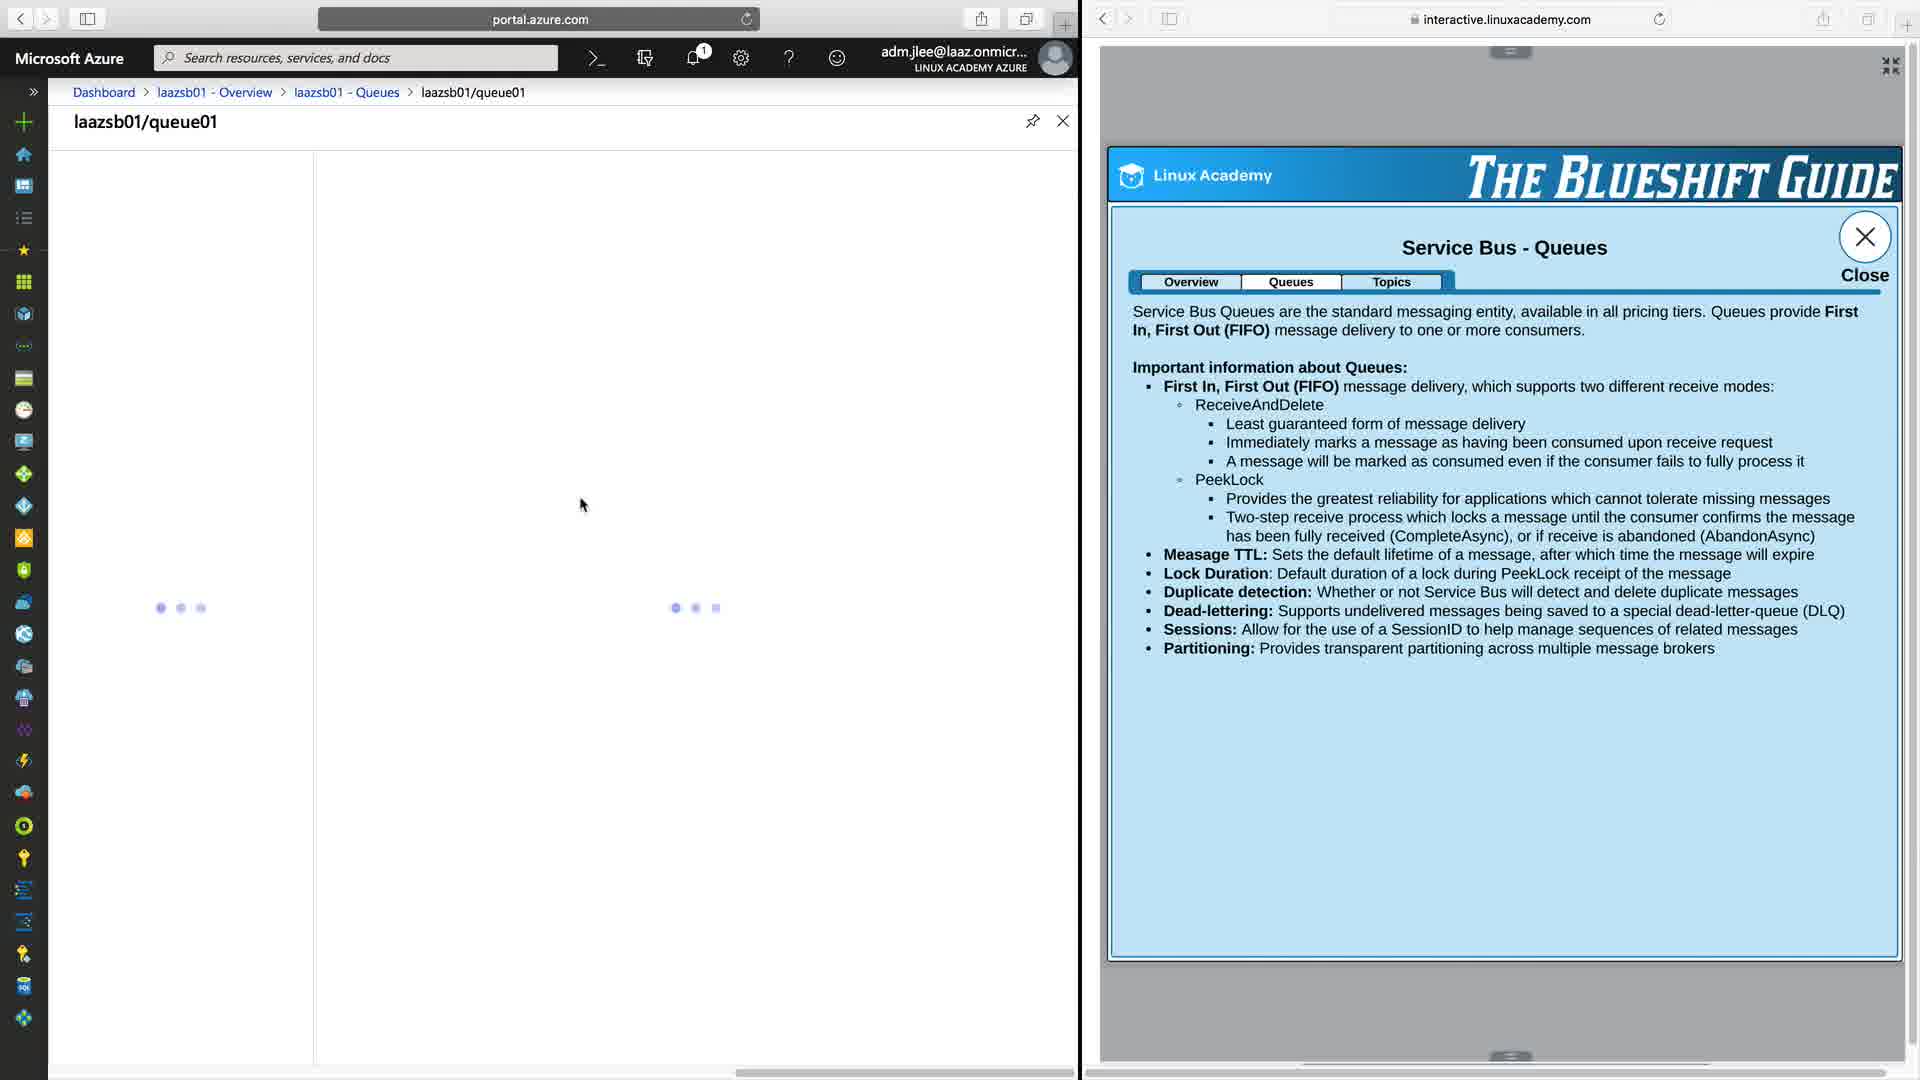 portal.azure.com
Microsoft Azure
Search resources, services, and docs
1
adm.jlee@laaz.onmicr...
LINUX ACADEMY AZURE
Dashboard > laazsb01 - Overview > laazsb01 - Queues > laazsb01/queue01
laazsb01/queue01
interactive.linuxacademy.com
Linux Academy
THE BLUESHIFT GUIDE
Service Bus - Queues
Close
Overview
Queues
Topics
Service Bus Queues are the standard messaging entity, available in all pricing tiers. Queues provide First
In, First Out (FIFO) message delivery to one or more consumers.
Important information about Queues:
First In, First Out (FIFO) message delivery, which supports two different receive modes:
ReceiveAndDelete
Least guaranteed form of message delivery
Immediately marks a message as having been consumed upon receive request
A message will be marked as consumed even if the consumer fails to fully process it
PeekLock
Provides the greatest reliability for applications which cannot tolerate missing messages
Two-step receive process which locks a message until the consumer confirms the message
has been fully received (CompleteAsync), or if receive is abandoned (AbandonAsync)
Measage TTL: Sets the default lifetime of a message, after which time the message will expire
Lock Duration: Default duration of a lock during PeekLock receipt of the message
Duplicate detection: Whether or not Service Bus will detect and delete duplicate messages
Dead-lettering: Supports undelivered messages being saved to a special dead-letter-queue (DLQ)
Sessions: Allow for the use of a SessionID to help manage sequences of related messages
Partitioning: Provides transparent partitioning across multiple message brokers